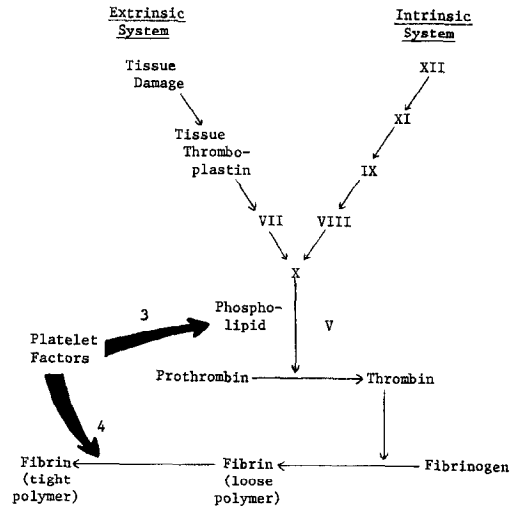 Extrinsic
System
Intrinsic
System
Tissue
Damage
XII
XI
Tissue
Thrombo-
plastin
IX
VII
VIII
X
Phospho-
lipid
V
3
Platelet
Factors
Prothrombin
Thrombin
4
Fibrin
(tight
polymer)
Fibrin
(loose
polymer)
Fibrinogen